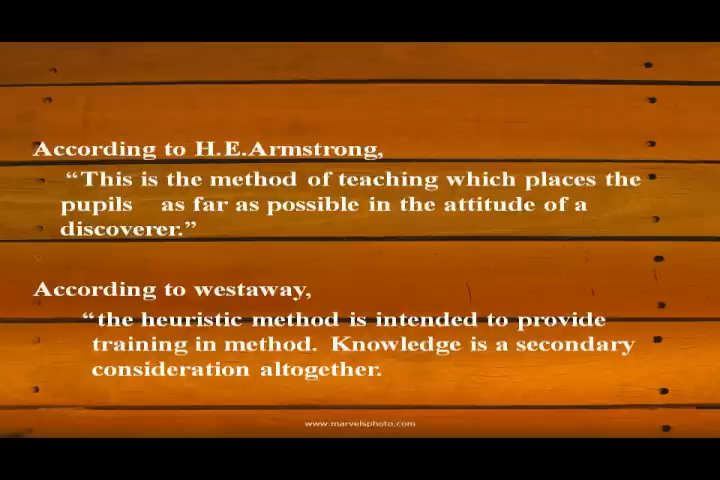 According to H.E.Armstrong,
“This is the method of teaching which places the
pupils as far as possible in the attitude of a
discoverer.”
According to westaway,
“the heuristic method is intended to provide
training in method. Knowledge is a secondary
consideration altogether.
www.marvelsphoto.com